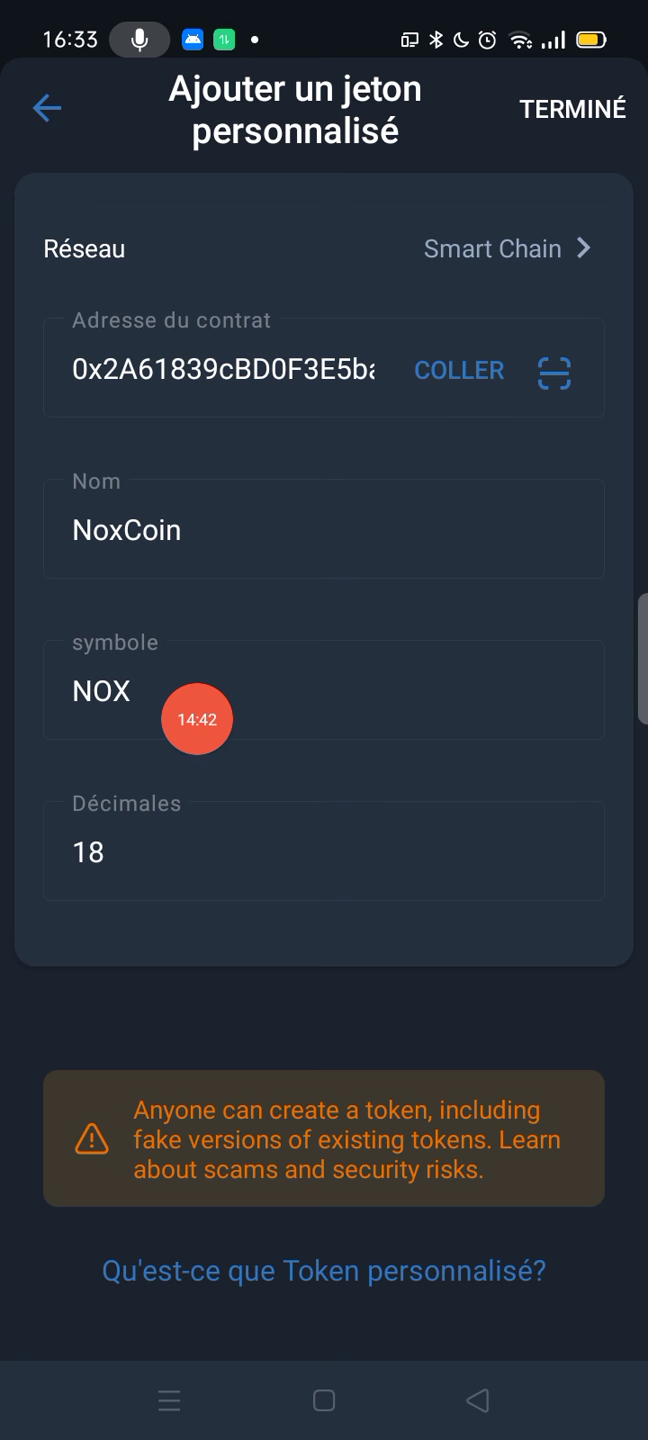 16:33
Ajouter un jeton
personnalisé
TERMINÉ
Réseau
Smart Chain
Adresse du contrat
0x2A61839cBD0F3E5ba
COLLER
Nom
NoxCoin
symbole
NOX
14:42
Décimales
18
Anyone can create a token, including
fake versions of existing tokens. Learn
about scams and security risks.
Qu'est-ce que Token personnalisé?